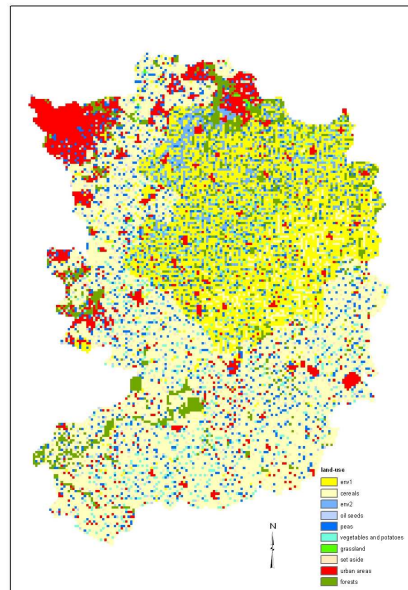 land-use
env1
cereals
env2
oil seeds
peas
vegetables and potatoes
grassland
set aside
urban areas
forests
N